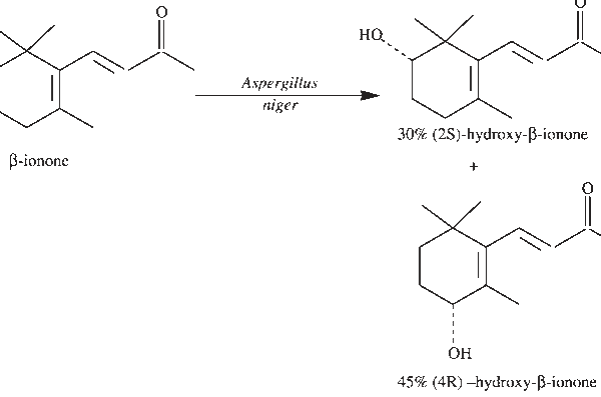 O
O
HO
Aspergillus
niger
30% (2S)-hydroxy-β-ionone
β-ionone
+
O
OH
45% (4R) –hydroxy-β-ionone